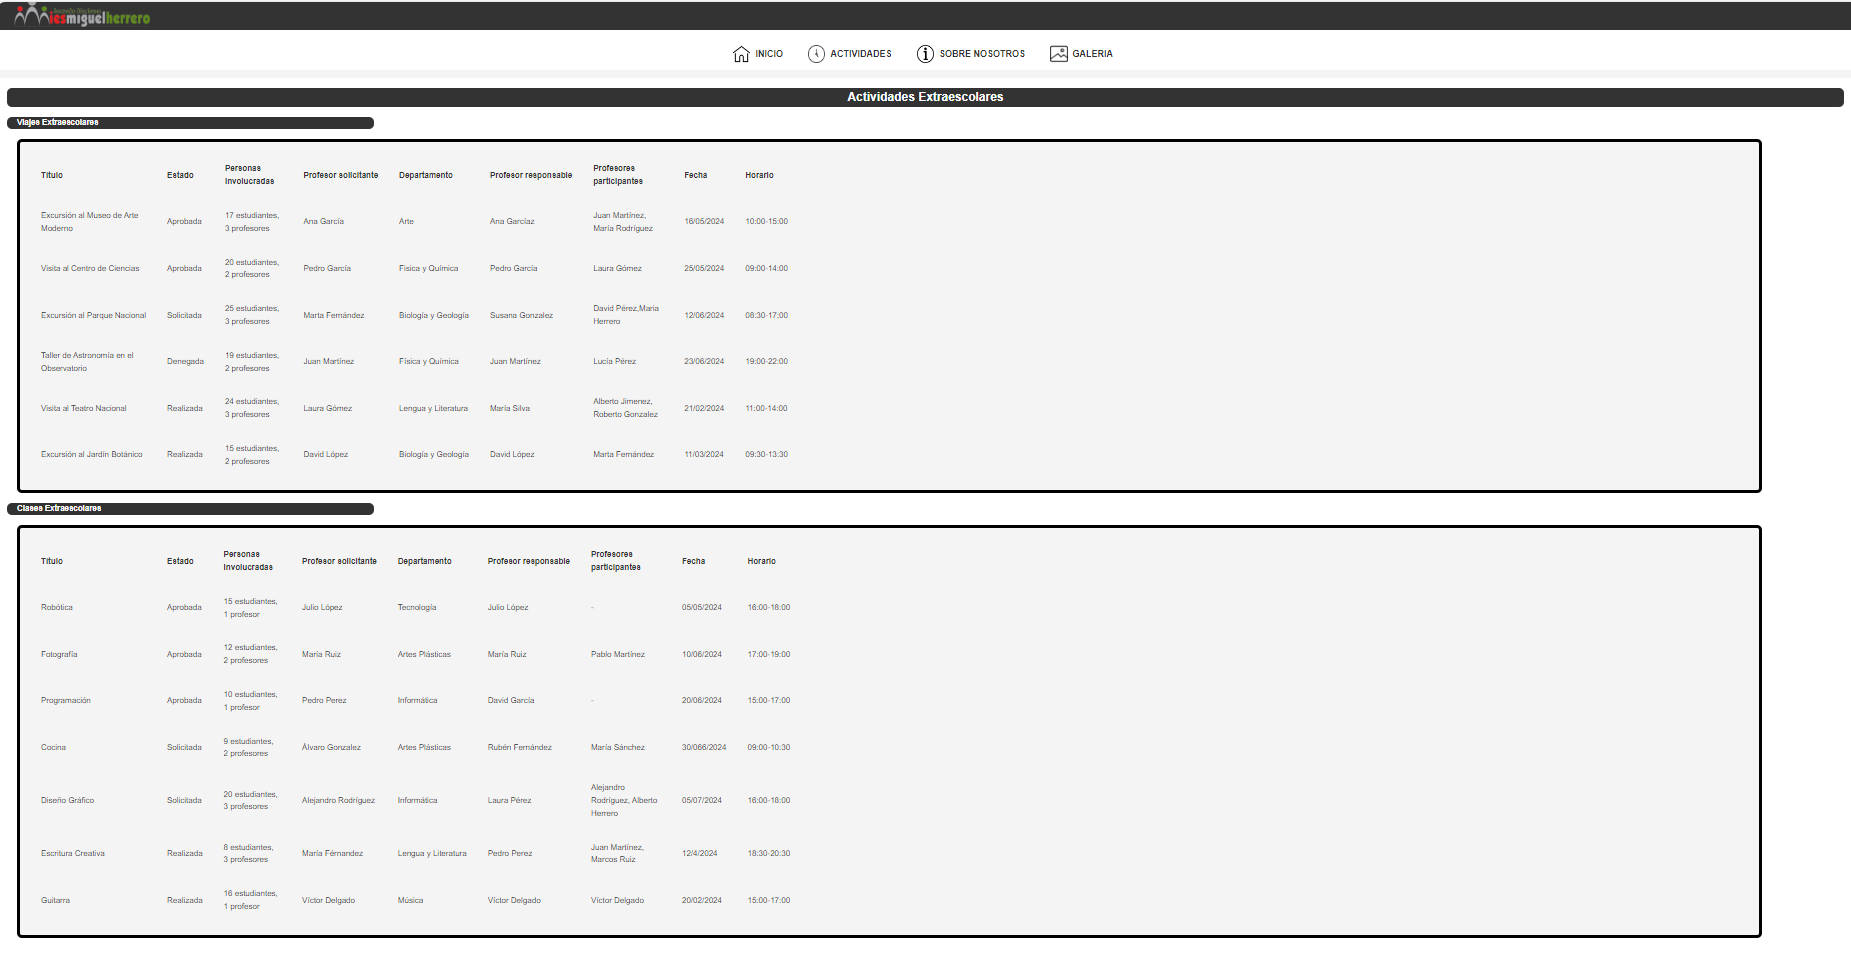 iesmiguelherrero
INICIO ACTIVIDADES SOBRE NOSOTROS GALERIA
Actividades Extraescolares
Viajes Extraescolares
Título Estado Personas involucradas Profesor solicitante Departamento Profesor responsable Profesores participantes Fecha Horario
Excursión al Museo de Arte Moderno Aprobada 17 estudiantes, 3 profesores Ana García Arte Ana Garcíaz Juan Martínez, María Rodríguez 16/05/2024 10:00-15:00
Visita al Centro de Ciencias Aprobada 20 estudiantes, 2 profesores Pedro García Fisica y Química Pedro García Laura Gómez 25/05/2024 09:00-14:00
Excursión al Parque Nacional Solicitada 25 estudiantes, 3 profesores Marta Fernández Biología y Geología Susana Gonzalez David Pérez,Maria Herrero 12/06/2024 08:30-17:00
Taller de Astronomía en el Observatorio Denegada 19 estudiantes, 2 profesores Juan Martínez Física y Química Juan Martínez Lucía Pérez 23/06/2024 19:00-22:00
Visita al Teatro Nacional Realizada 24 estudiantes, 3 profesores Laura Gómez Lengua y Literatura María Silva Alberto Jimenez, Roberto Gonzalez 21/02/2024 11:00-14:00
Excursión al Jardín Botánico Realizada 15 estudiantes, 2 profesores David López Biología y Geología David López Marta Fernández 11/03/2024 09:30-13:30
Clases Extraescolares
Título Estado Personas involucradas Profesor solicitante Departamento Profesor responsable Profesores participantes Fecha Horario
Robótica Aprobada 15 estudiantes, 1 profesor Julio López Tecnología Julio López - 05/05/2024 16:00-18:00
Fotografía Aprobada 12 estudiantes, 2 profesores María Ruiz Artes Plásticas María Ruiz Pablo Martínez 10/06/2024 17:00-19:00
Programación Aprobada 10 estudiantes, 1 profesor Pedro Perez Informática David García - 20/06/2024 15:00-17:00
Cocina Solicitada 9 estudiantes, 2 profesores Álvaro Gonzalez Artes Plásticas Rubén Fernández María Sánchez 30/066/2024 09:00-10:30
Diseño Gráfico Solicitada 20 estudiantes, 3 profesores Alejandro Rodríguez Informática Laura Pérez Alejandro Rodríguez, Alberto Herrero 05/07/2024 16:00-18:00
Escritura Creativa Realizada 8 estudiantes, 3 profesores María Férnandez Lengua y Literatura Pedro Perez Juan Martínez, Marcos Ruiz 12/4/2024 18:30-20:30
Guitarra Realizada 16 estudiantes, 1 profesor Víctor Delgado Música Víctor Delgado Víctor Delgado 20/02/2024 15:00-17:00